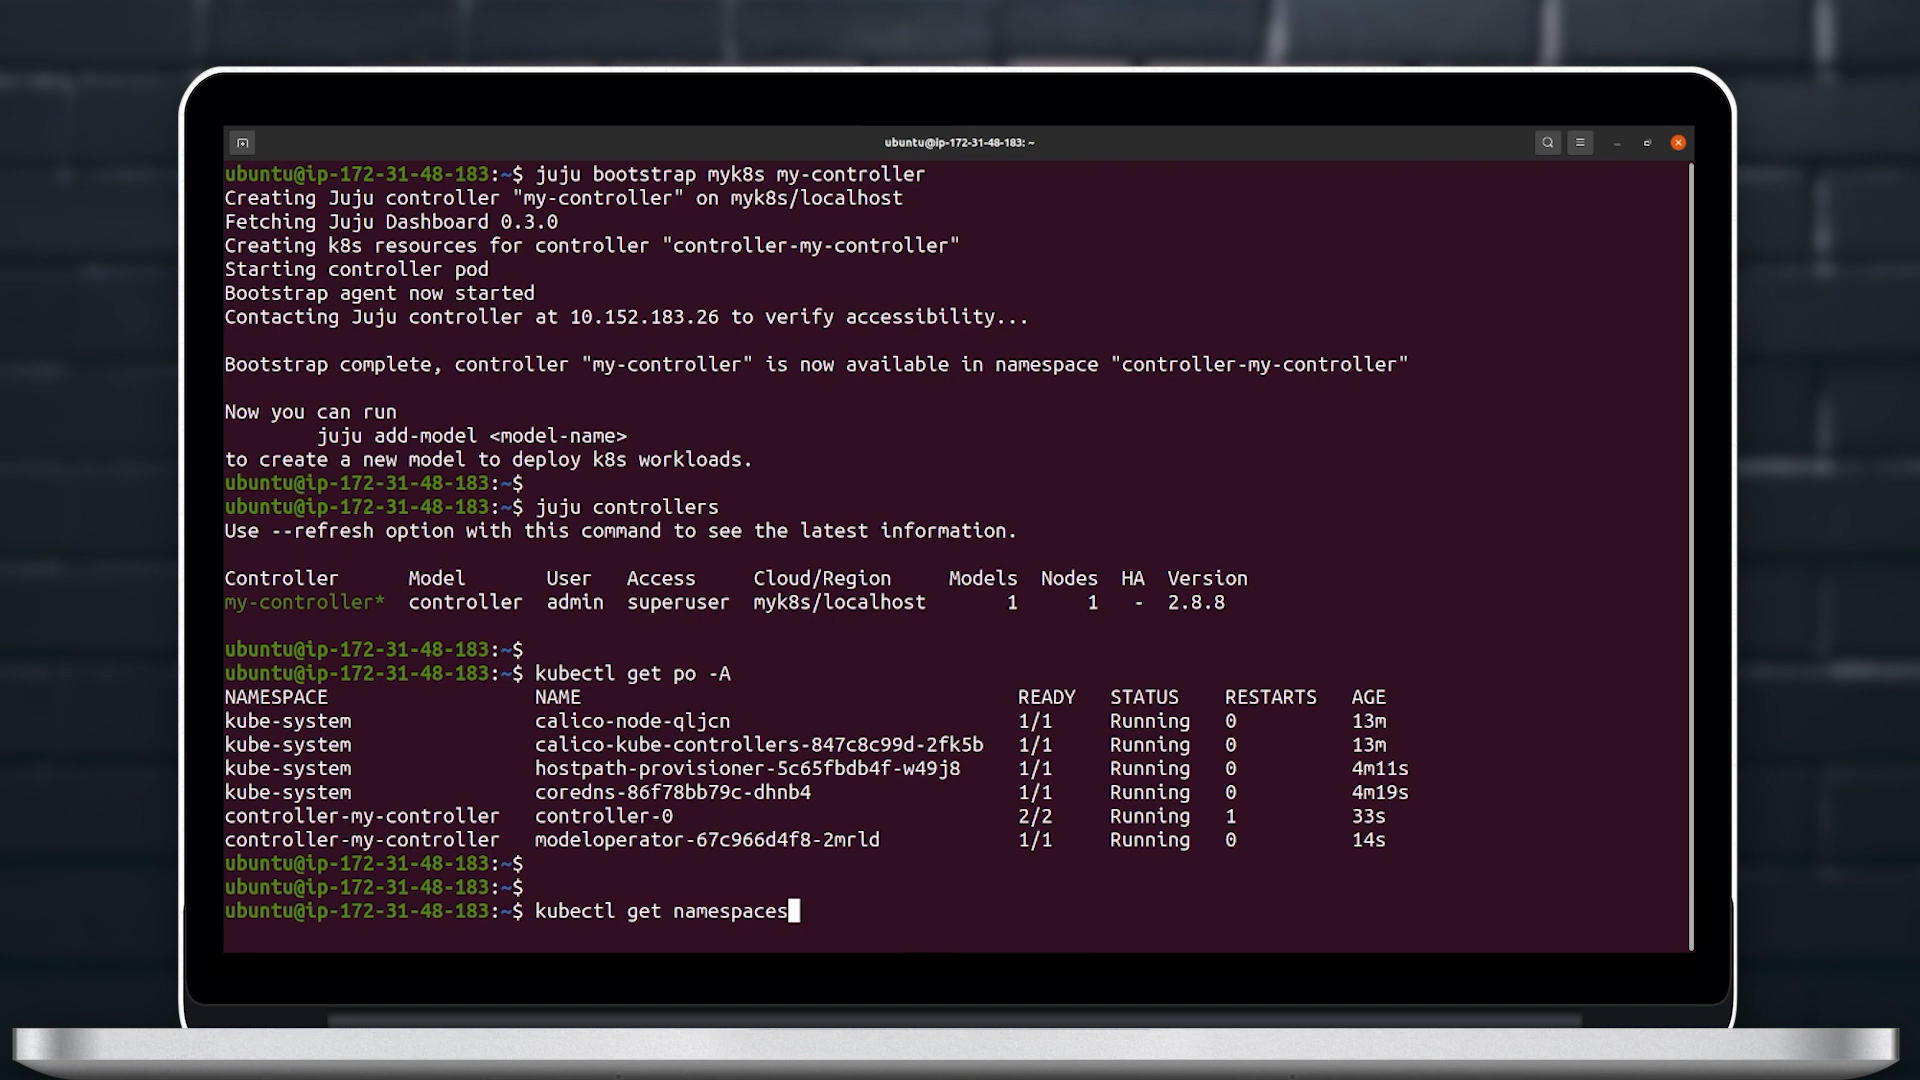 ubuntu@ip-172-31-48-183: ~
ubuntu@ip-172-31-48-183:~$ juju bootstrap myk8s my-controller
Creating Juju controller "my-controller" on myk8s/localhost
Fetching Juju Dashboard 0.3.0
Creating k8s resources for controller "controller-my-controller"
Starting controller pod
Bootstrap agent now started
Contacting Juju controller at 10.152.183.26 to verify accessibility...
Bootstrap complete, controller "my-controller" is now available in namespace "controller-my-controller"
Now you can run
juju add-model <model-name>
to create a new model to deploy k8s workloads.
ubuntu@ip-172-31-48-183:~$
ubuntu@ip-172-31-48-183:~$ juju controllers
Use --refresh option with this command to see the latest information.
Controller Model User Access Cloud/Region Models Nodes HA Version
my-controller* controller admin superuser myk8s/localhost 1 1 - 2.8.8
ubuntu@ip-172-31-48-183:~$
ubuntu@ip-172-31-48-183:~$ kubectl get po -A
NAMESPACE NAME READY STATUS RESTARTS AGE
kube-system calico-node-qljcn 1/1 Running 0 13m
kube-system calico-kube-controllers-847c8c99d-2fk5b 1/1 Running 0 13m
kube-system hostpath-provisioner-5c65fbdb4f-w49j8 1/1 Running 0 4m11s
kube-system coredns-86f78bb79c-dhnb4 1/1 Running 0 4m19s
controller-my-controller controller-0 2/2 Running 1 33s
controller-my-controller modeloperator-67c966d4f8-2mrld 1/1 Running 0 14s
ubuntu@ip-172-31-48-183:~$
ubuntu@ip-172-31-48-183:~$
ubuntu@ip-172-31-48-183:~$ kubectl get namespaces